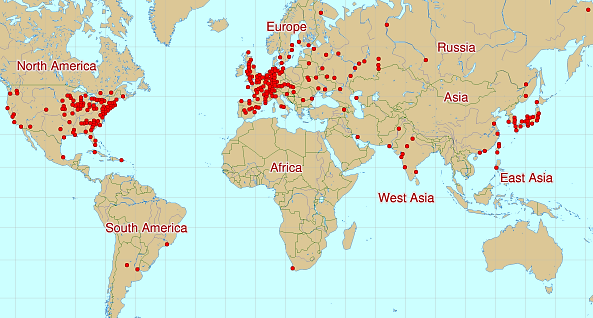 Europe
Russia
North America
Asia
Africa
East Asia
West Asia
South America